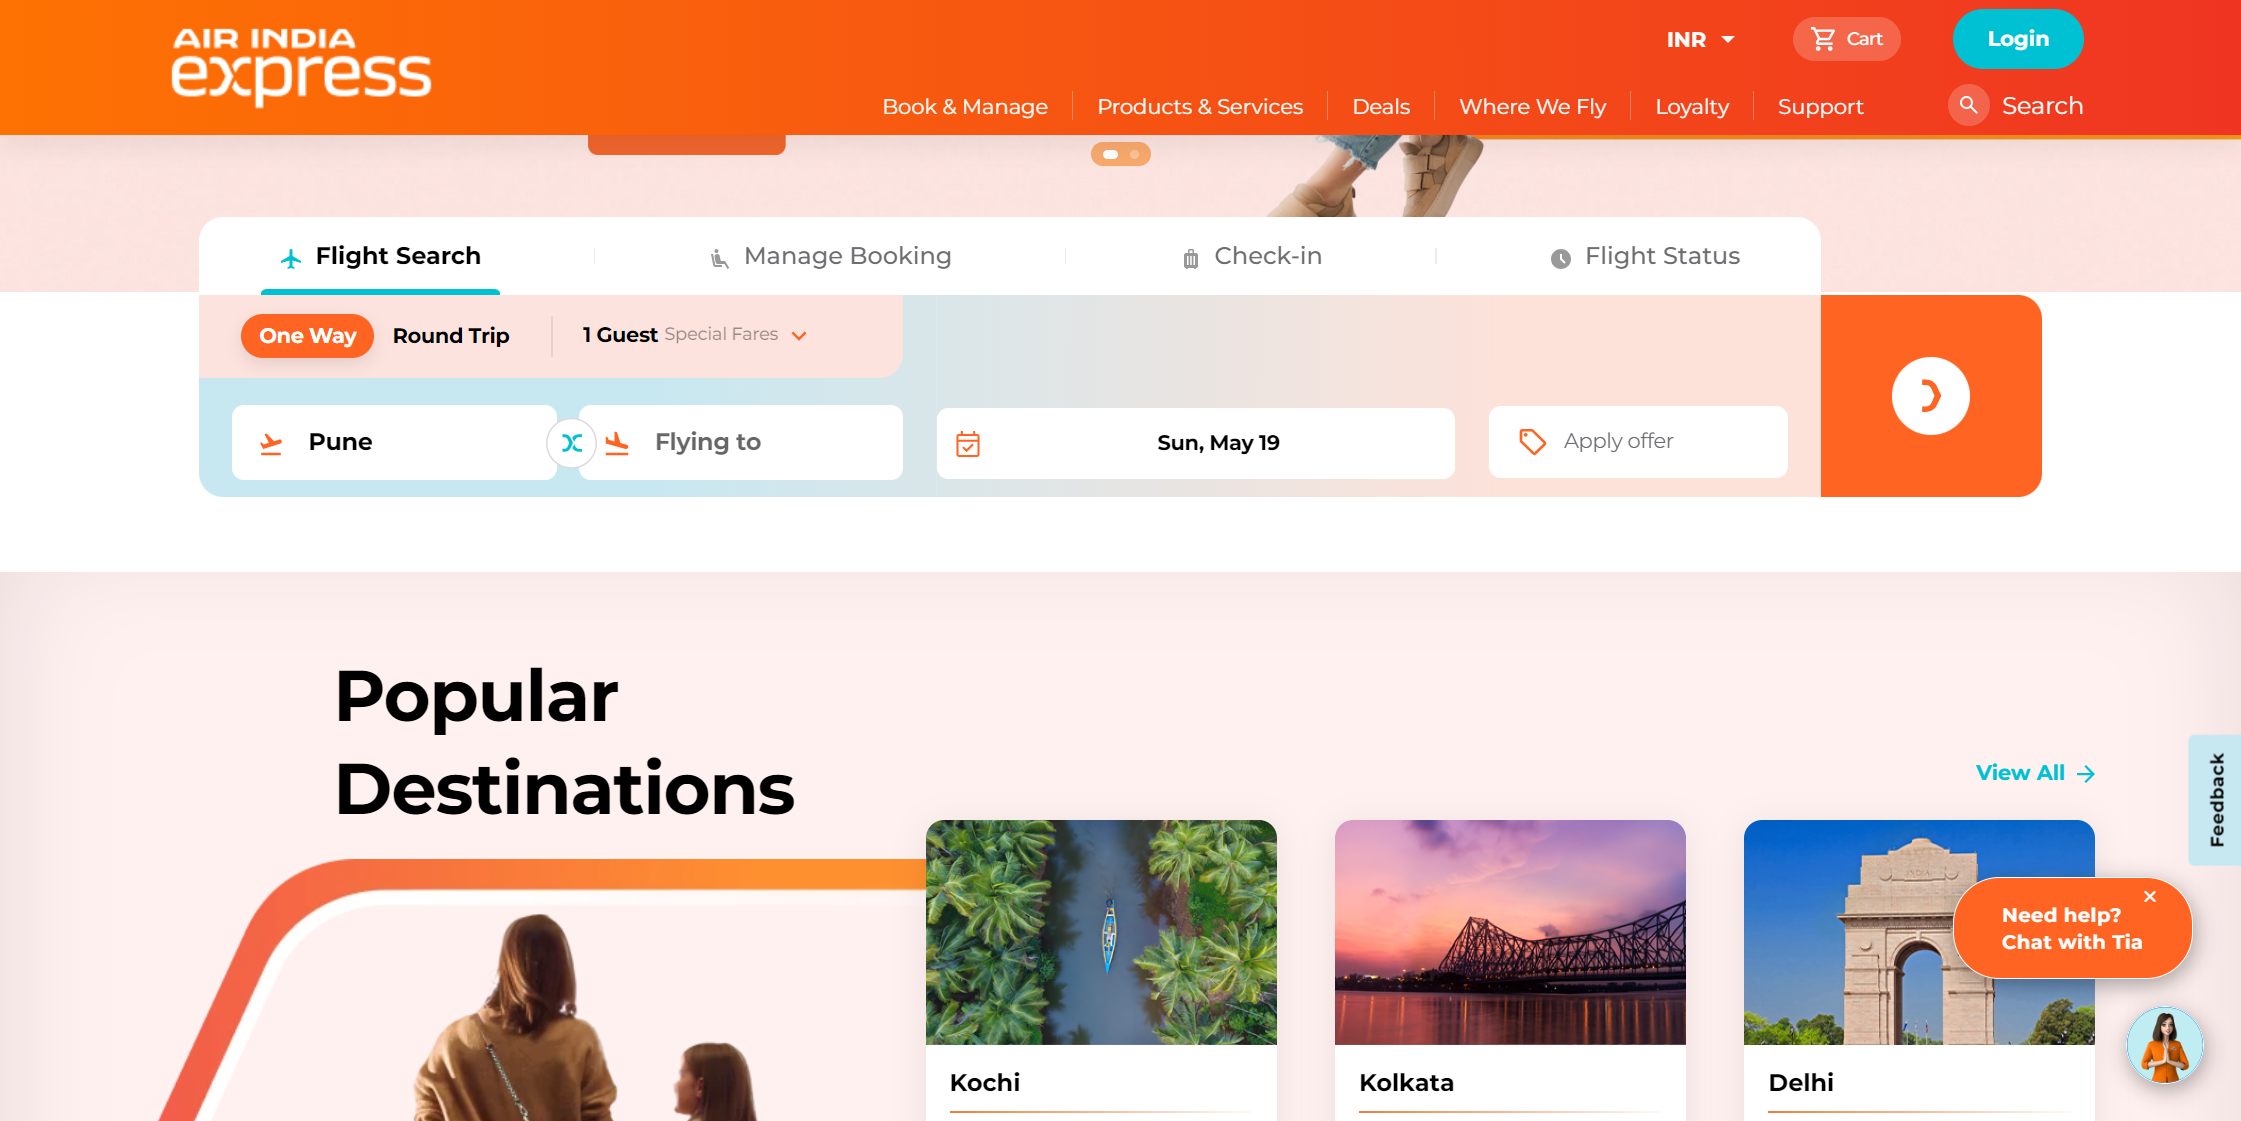 AIR INDIA
express
INR
Cart
Login
Book & Manage
Products & Services
Deals
Where We Fly
Loyalty
Support
Search
Flight Search
Manage Booking
Check-in
Flight Status
One Way
Round Trip
1 Guest Special Fares
Pune
Flying to
Sun, May 19
Apply offer
Popular
Destinations
View All
Feedback
INDIA
Need help?
Chat with Tia
Kochi
Kolkata
Delhi